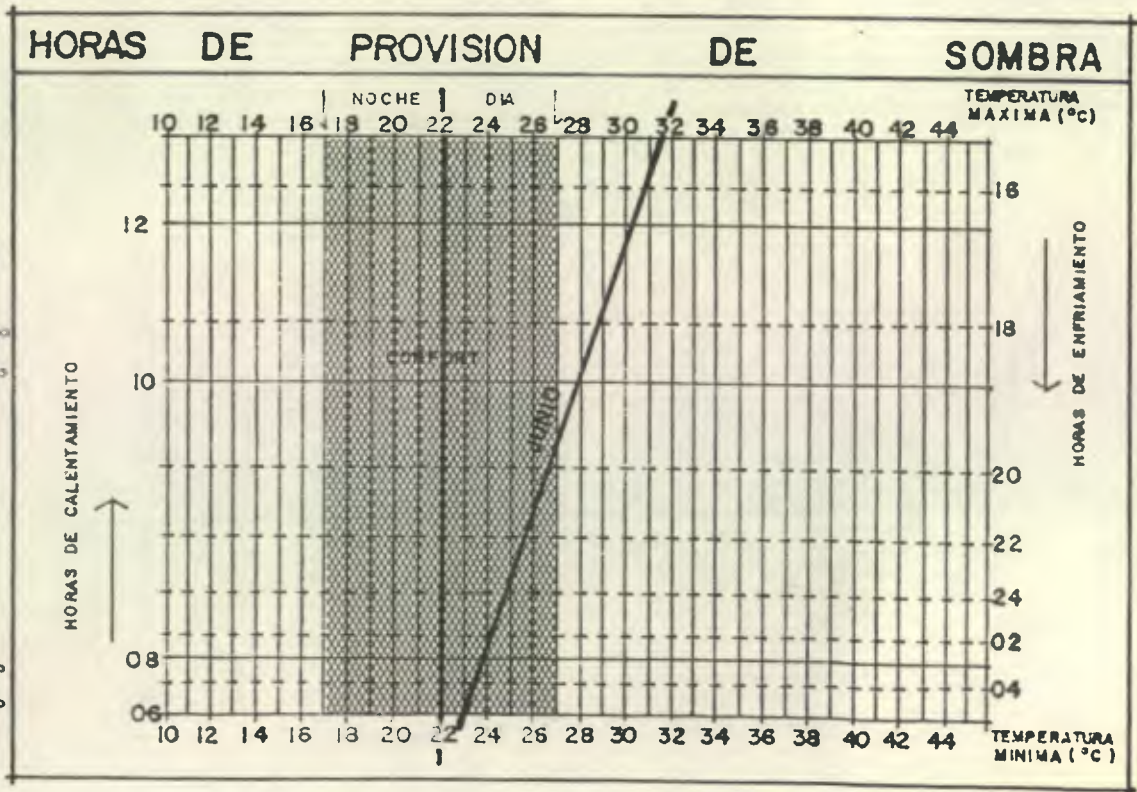 HORAS DE PROVISION DE SOMBRA
NOCHE DIA
TEMPERATURA
MAXIMA (°C)
10 12 14 16 18 20 22 24 26 28 30 32 34 36 38 40 42 44
16
12
18
CONFORT
10
JUNIO
20
22
24
02
08
04
06
10 12 14 16 18 20 22 24 26 28 30 32 34 36 38 40 42 44
TEMPERATURA
MINIMA (°C)
HORAS DE CALENTAMIENTO
HORAS DE ENFRIAMIENTO